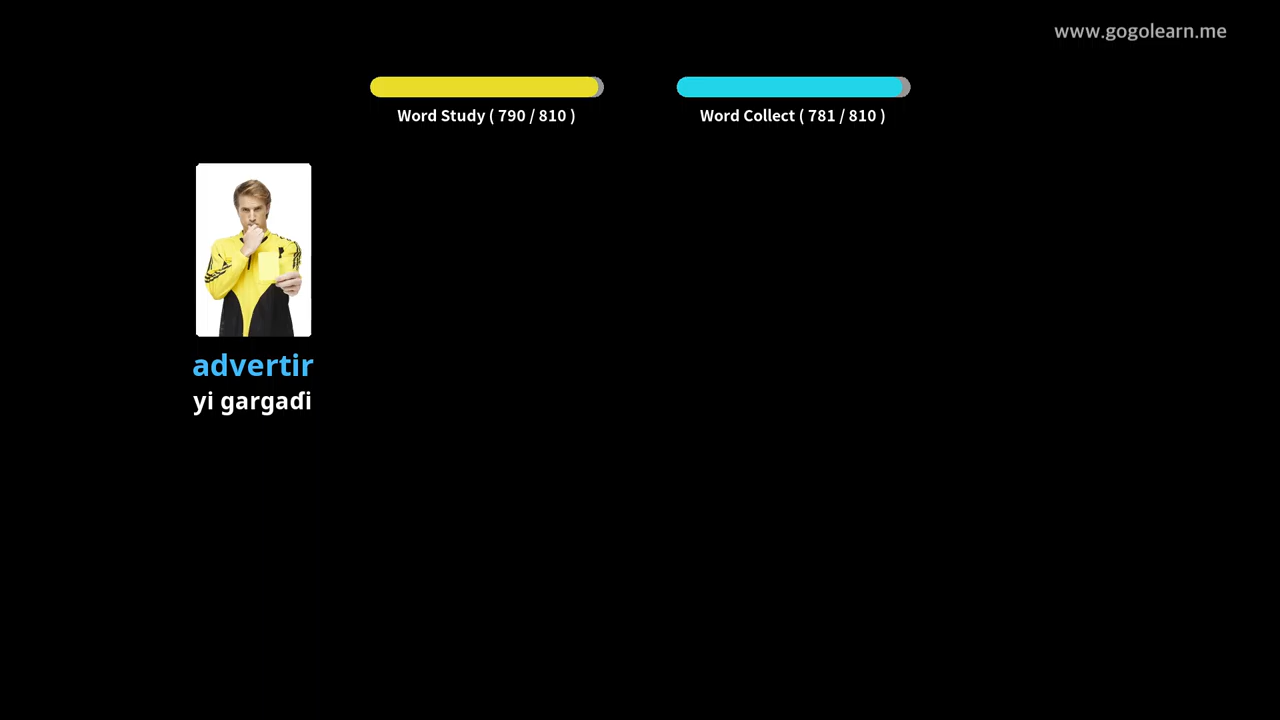 www.gogolearn.me
Word Study ( 790 / 810 )
Word Collect ( 781 / 810 )
advertir
yi gargaɗi